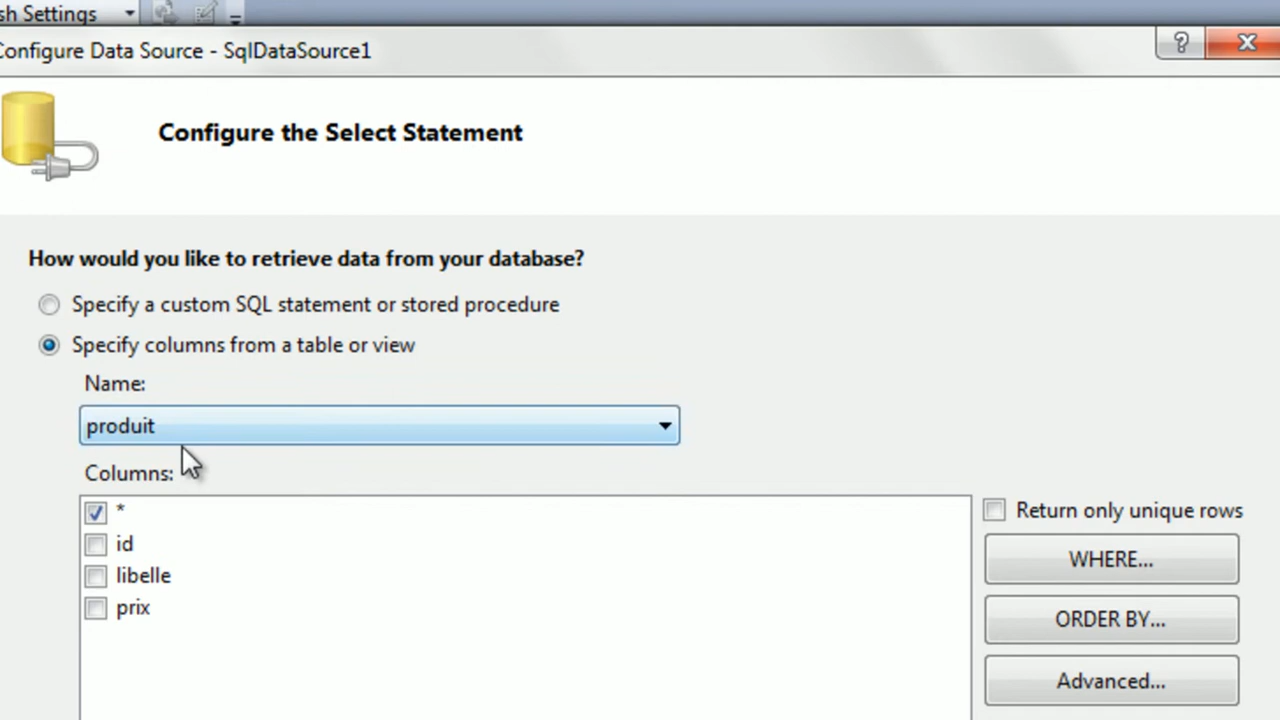 sh Settings
Configure Data Source - SqlDataSource1
Configure the Select Statement
How would you like to retrieve data from your database?
Specify a custom SQL statement or stored procedure
Specify columns from a table or view
Name:
produit
Columns:
*
Return only unique rows
id
WHERE...
libelle
prix
ORDER BY...
Advanced...